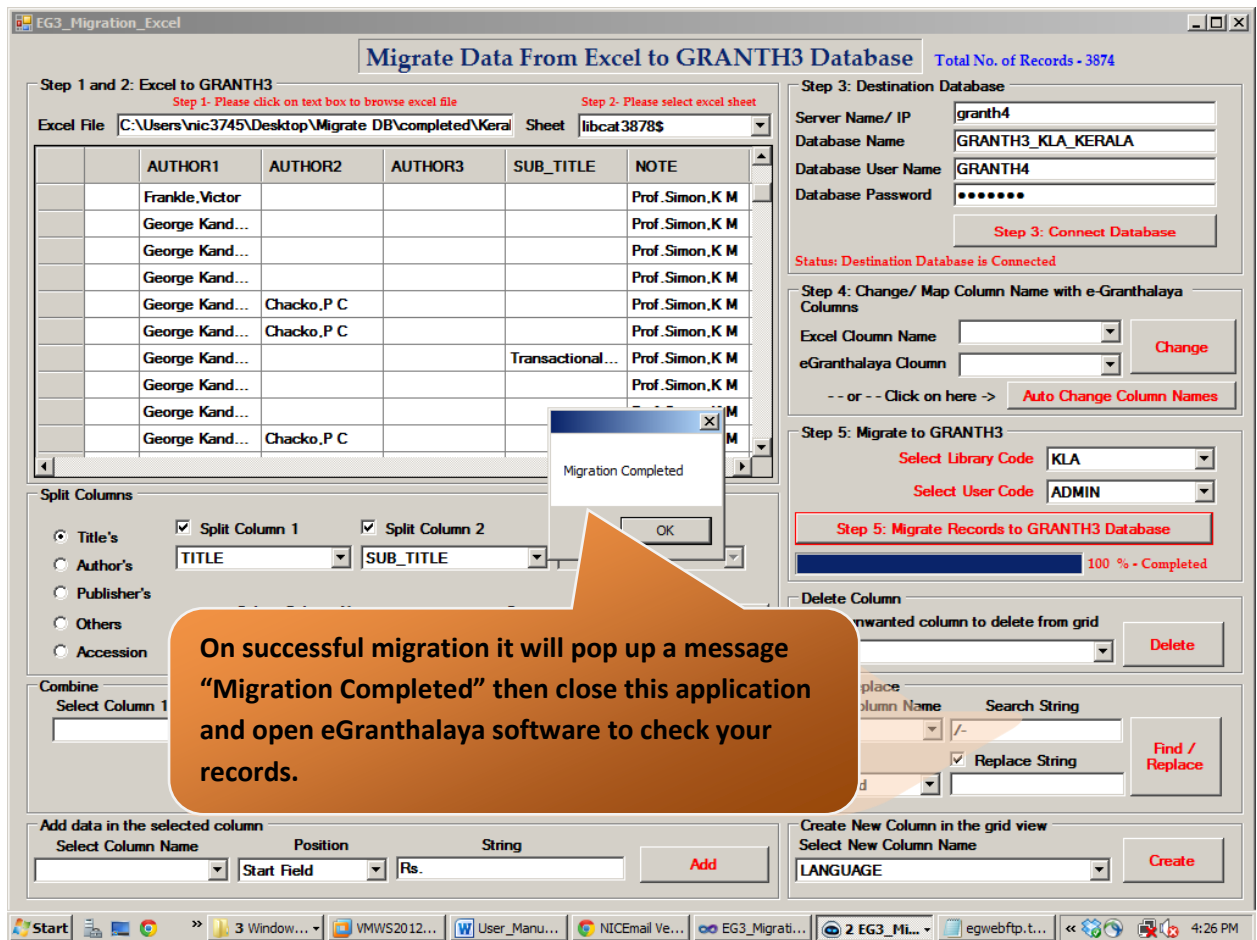 EG3_Migration_Excel
Migrate Data From Excel to GRANTH3 Database
Total No. of Records - 3874
Step 1 and 2: Excel to GRANTH3
Step 1- Please click on text box to browse excel file
Step 2- Please select excel sheet
Excel File C:\Users\nic3745\Desktop\Migrate DB\completed\Keral Sheet libcat3878$
AUTHOR1 AUTHOR2 AUTHOR3 SUB_TITLE NOTE
Frankle,Victor Prof.Simon,K M
George Kand... Prof.Simon,K M
George Kand... Prof.Simon,K M
George Kand... Prof.Simon,K M
George Kand... Chacko,P C Prof.Simon,K M
George Kand... Chacko,P C Prof.Simon,K M
George Kand... Transactional... Prof.Simon,K M
George Kand... Prof.Simon,K M
George Kand... M
George Kand... Chacko,P C M
Migration Completed
OK
Split Columns
Title's
Author's
Publisher's
Others
Accession
Split Column 1 Split Column 2
TITLE SUB_TITLE
On successful migration it will pop up a message
“Migration Completed” then close this application
and open eGranthalaya software to check your
records.
Combine
Select Column 1
Add data in the selected column
Select Column Name Position String
Start Field Rs. Add
Step 3: Destination Database
Server Name/ IP granth4
Database Name GRANTH3_KLA_KERALA
Database User Name GRANTH4
Database Password •••••••
Step 3: Connect Database
Status: Destination Database is Connected
Step 4: Change/ Map Column Name with e-Granthalaya
Columns
Excel Cloumn Name
eGranthalaya Cloumn
Change
- - or - - Click on here -> Auto Change Column Names
Step 5: Migrate to GRANTH3
Select Library Code KLA
Select User Code ADMIN
Step 5: Migrate Records to GRANTH3 Database
100 % - Completed
Delete Column
column to delete from grid
Delete
Name Search String
/-
Replace String
Find /
Replace
Create New Column in the grid view
Select New Column Name
LANGUAGE Create
Start » 3 Window... VMWS2012... User_Manu... NICEmail Ve... EG3_Migrati... 2 EG3_Mi... egwebftp.t... « 4:26 PM